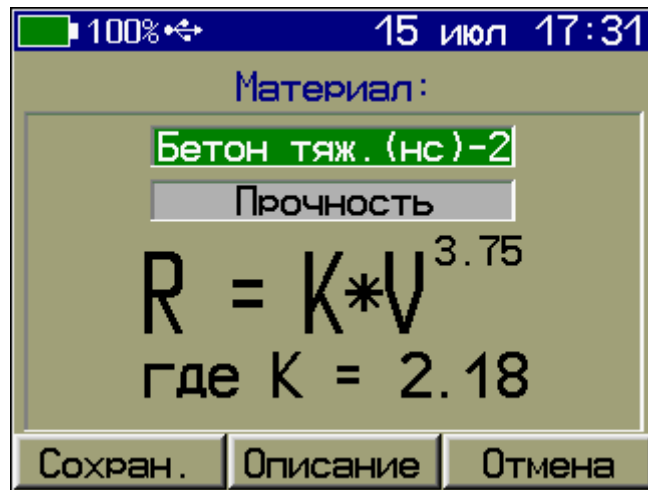 100% 15 июл 17:31
Материал:
Бетон тяж.(нс)-2
Прочность
R = K*V^3.75
где K = 2.18
Сохран. Описание Отмена